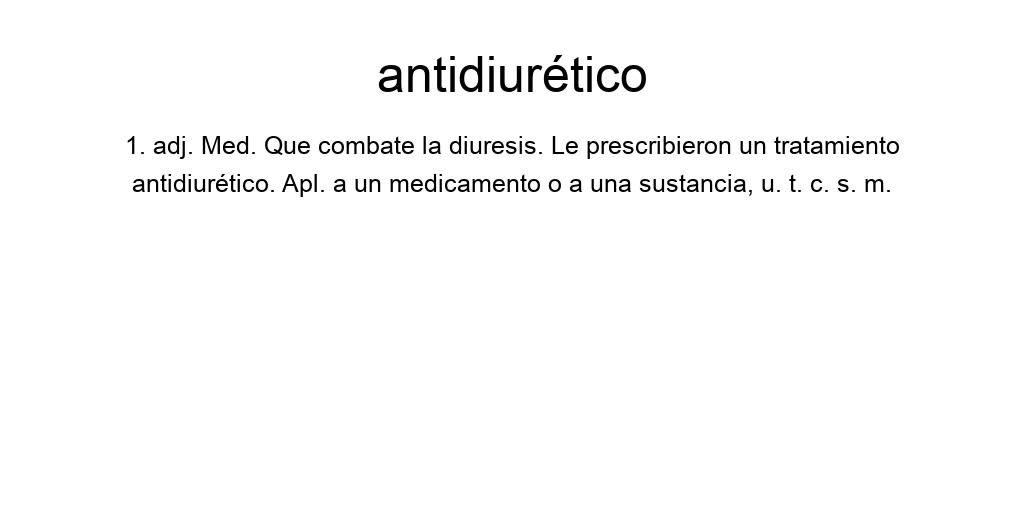 antidiurético
1. adj. Med. Que combate la diuresis. Le prescribieron un tratamiento
antidiurético. Apl. a un medicamento o a una sustancia, u. t. c. s. m.